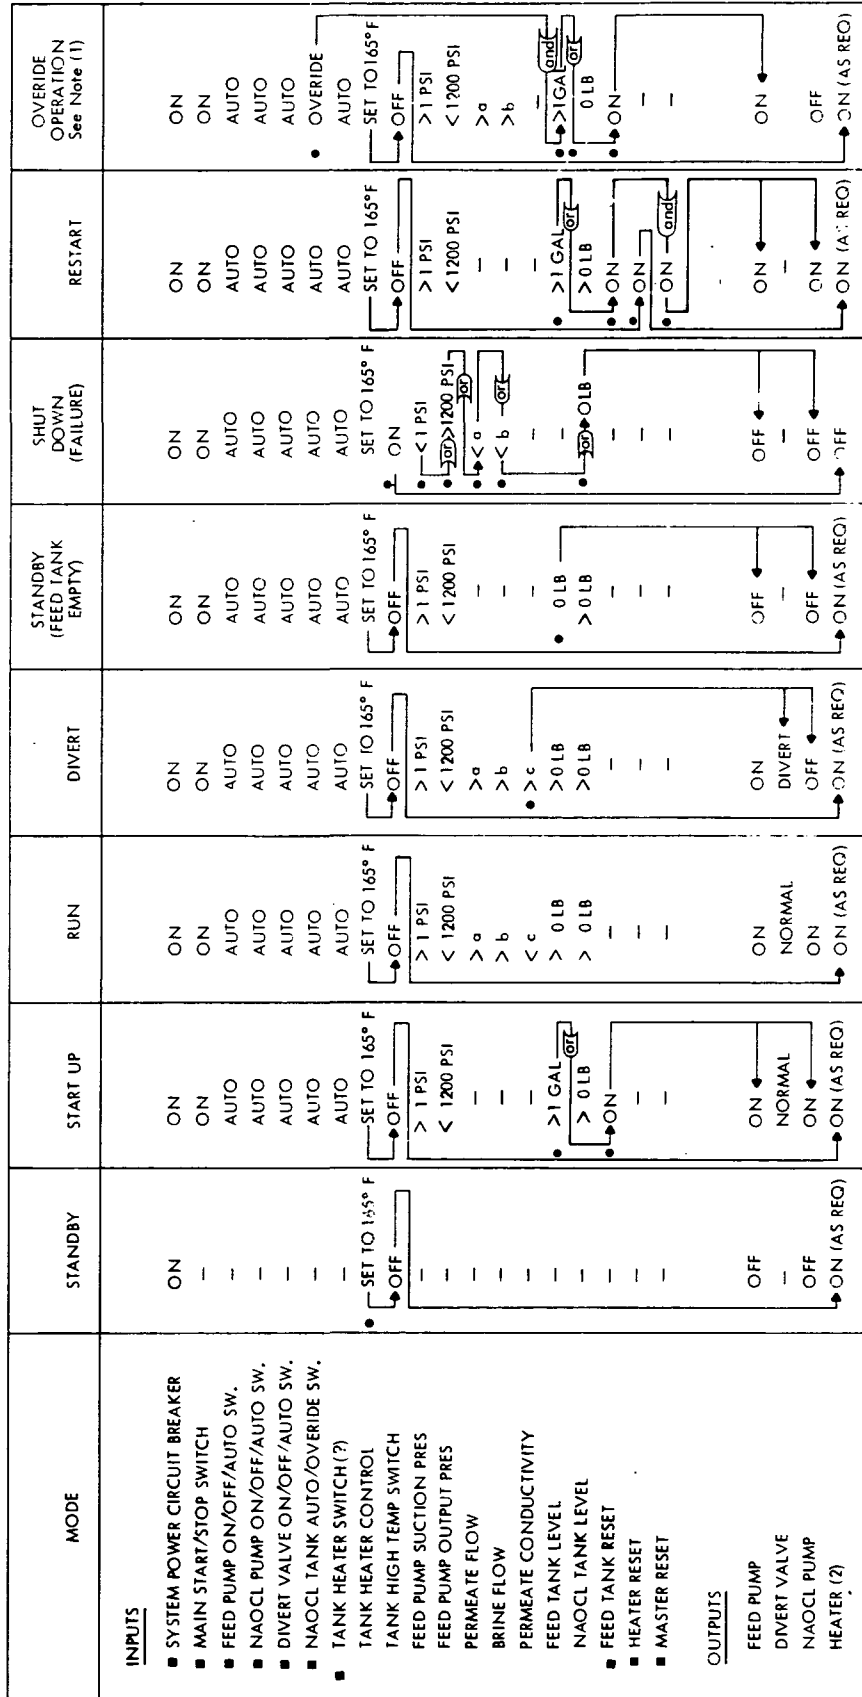 MODE STANDBY START UP RUN DIVERT STANDBY (FEED TANK EMPTY) SHUT DOWN (FAILURE) RESTART OVERIDE OPERATION See Note (1)
INPUTS
■ SYSTEM POWER CIRCUIT BREAKER ON ON ON ON ON ON ON ON
■ MAIN START/STOP SWITCH – ON ON ON ON ON ON ON
■ FEED PUMP ON/OFF/AUTO SW. – AUTO AUTO AUTO AUTO AUTO AUTO AUTO
■ NAOCL PUMP ON/OFF/AUTO SW. – AUTO AUTO AUTO AUTO AUTO AUTO AUTO
■ DIVERT VALVE ON/OFF/AUTO SW. – AUTO AUTO AUTO AUTO AUTO AUTO AUTO
■ NAOCL TANK AUTO/OVERIDE SW. – AUTO AUTO AUTO AUTO AUTO AUTO • OVERRIDE
■ TANK HEATER SWITCH (?) – AUTO AUTO AUTO AUTO AUTO AUTO AUTO
TANK HEATER CONTROL • SET TO 165° F SET TO 165° F SET TO 165° F SET TO 165° F SET TO 165° F SET TO 165° F SET TO 165°F SET TO 165°F
TANK HIGH TEMP SWITCH OFF OFF OFF OFF OFF • ON OFF OFF
FEED PUMP SUCTION PRES – > 1 PSI > 1 PSI > 1 PSI > 1 PSI • < 1 PSI > 1 PSI > 1 PSI
FEED PUMP OUTPUT PRES – < 1200 PSI < 1200 PSI < 1200 PSI < 1200 PSI • or >1200 PSI < 1200 PSI < 1200 PSI
PERMEATE FLOW – – >a >a – • <a or – >a
BRINE FLOW – – >b >b – • <b or – >b
PERMEATE CONDUCTIVITY – – <c • >c – – – –
FEED TANK LEVEL – • >1 GAL > 0 LB >0 LB • 0 LB – • >1 GAL • >1 GAL and
NAOCL TANK LEVEL – > 0 LB or > 0 LB >0LB >0LB • or 0LB >0LB or • 0 LB or
■ FEED TANK RESET – • ON – – – – • ON • ON
■ HEATER RESET – – – – – – • ON –
■ MASTER RESET – – – – – – • ON and –
OUTPUTS
FEED PUMP OFF ON ON ON OFF OFF ON ON
DIVERT VALVE – NORMAL NORMAL DIVERT – – –
NAOCL PUMP OFF ON ON OFF OFF OFF ON OFF
HEATER (2) ON (AS REQ) ON (AS REQ) ON (AS REQ) ON (AS REQ) ON (AS REQ) OFF ON (AS REQ) ON (AS REQ)